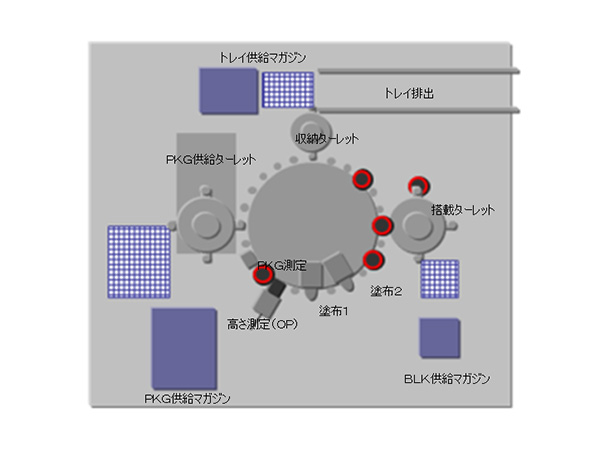 トレイ供給マガジン
トレイ排出
収納ターレット
PKG供給ターレット
搭載ターレット
PKG測定
塗布2
塗布1
高さ測定(OP)
BLK供給マガジン
PKG供給マガジン